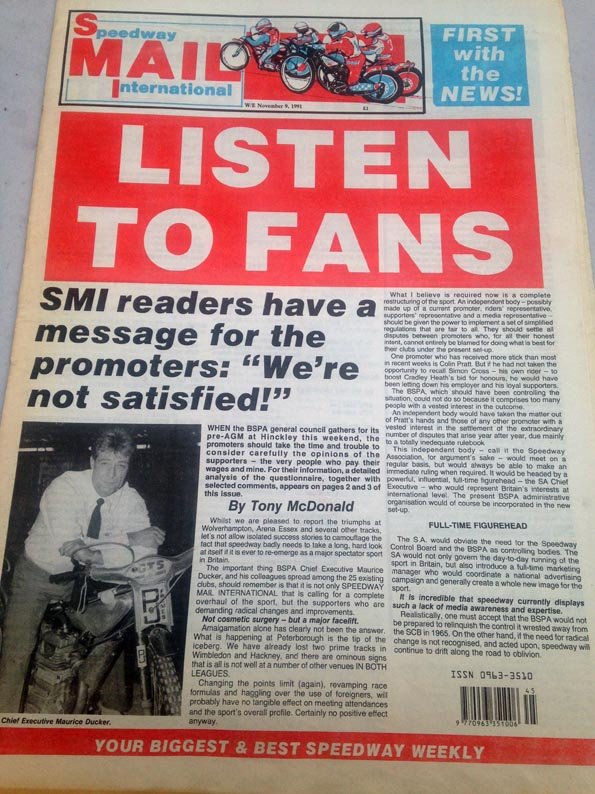 Speedway
MAIL
International
W/E November 9, 1991 £1
FIRST
with
the
NEWS!
LISTEN
TO FANS
SMI readers have a
message for the
promoters: “We’re
not satisfied!”
WHEN the BSPA general council gathers for its
pre-AGM at Hinckley this weekend, the
promoters should take the time and trouble to
consider carefully the opinions of the
supporters – the very people who pay their
wages and mine. For their information, a detailed
analysis of the questionnaire, together with
selected comments, appears on pages 2 and 3 of
this issue.
By Tony McDonald
Whilst we are pleased to report the triumphs at
Wolverhampton, Arena Essex and several other tracks,
let's not allow isolated success stories to camouflage the
fact that speedway badly needs to take a long, hard look
at itself if it is ever to re-emerge as a major spectator sport
in Britain.
The important thing BSPA Chief Executive Maurice
Ducker, and his colleagues spread among the 25 existing
clubs, should remember is that it is not only SPEEDWAY
MAIL INTERNATIONAL that is calling for a complete
overhaul of the sport, but the supporters who are
demanding radical changes and improvements.
Not cosmetic surgery – but a major facelift.
Amalgamation alone has clearly not been the answer.
What is happening at Peterborough is the tip of the
iceberg. We have already lost two prime tracks in
Wimbledon and Hackney, and there are ominous signs
that is all is not well at a number of other venues IN BOTH
LEAGUES.
Changing the points limit (again), revamping race
formulas and haggling over the use of foreigners, will
probably have no tangible effect on meeting attendances
and the sport's overall profile. Certainly no positive effect
anyway.
Chief Executive Maurice Ducker.
What I believe is required now is a complete
restructuring of the sport. An independent body – possibly
made up of a current promoter, riders' representative,
supporters' representative and a media representative –
should be given the power to implement a set of simplified
regulations that are fair to all. They should settle all
disputes between promoters who, for all their honest
intent, cannot entirely be blamed for doing what is best for
their clubs under the present set-up.
One promoter who has received more stick than most
in recent weeks is Colin Pratt. But if he had not taken the
opportunity to recall Simon Cross – his own rider – to
boost Cradley Heath's bid for honours, he would have
been letting down his employer and his loyal supporters.
The BSPA, which should have been controlling the
situation, could not do so because it comprises too many
people with a vested interest in the outcome.
An independent body would have taken the matter out
of Pratt's hands and those of any other promoter with a
vested interest in the settlement of the extraordinary
number of disputes that arise year after year, due mainly
to a totally inadequate rulebook
This independent body – call it the Speedway
Association, for argument's sake – would meet on a
regular basis, but would always be able to make an
immediate ruling when required. It would be headed by a
powerful, influential, full-time figurehead – the SA Chief
Executive – who would represent Britain's interests at
international level. The present BSPA administrative
organisation would of course be incorporated in the new
set-up.
FULL-TIME FIGUREHEAD
The S.A. would obviate the need for the Speedway
Control Board and the BSPA as controlling bodies. The
SA would not only govern the day-to-day running of the
sport in Britain, but also introduce a full-time marketing
manager who would coordinate a national advertising
campaign and generally create a whole new image for the
sport.
It is incredible that speedway currently displays
such a lack of media awareness and expertise.
Realistically, one must accept that the BSPA would not
be prepared to relinquish the control it wrested away from
the SCB in 1965. On the other hand, if the need for radical
change is not recognised, and acted upon, speedway will
continue to drift along the road to oblivion.
ISSN 0963-3510
45
9 770963 351006
YOUR BIGGEST & BEST SPEEDWAY WEEKLY